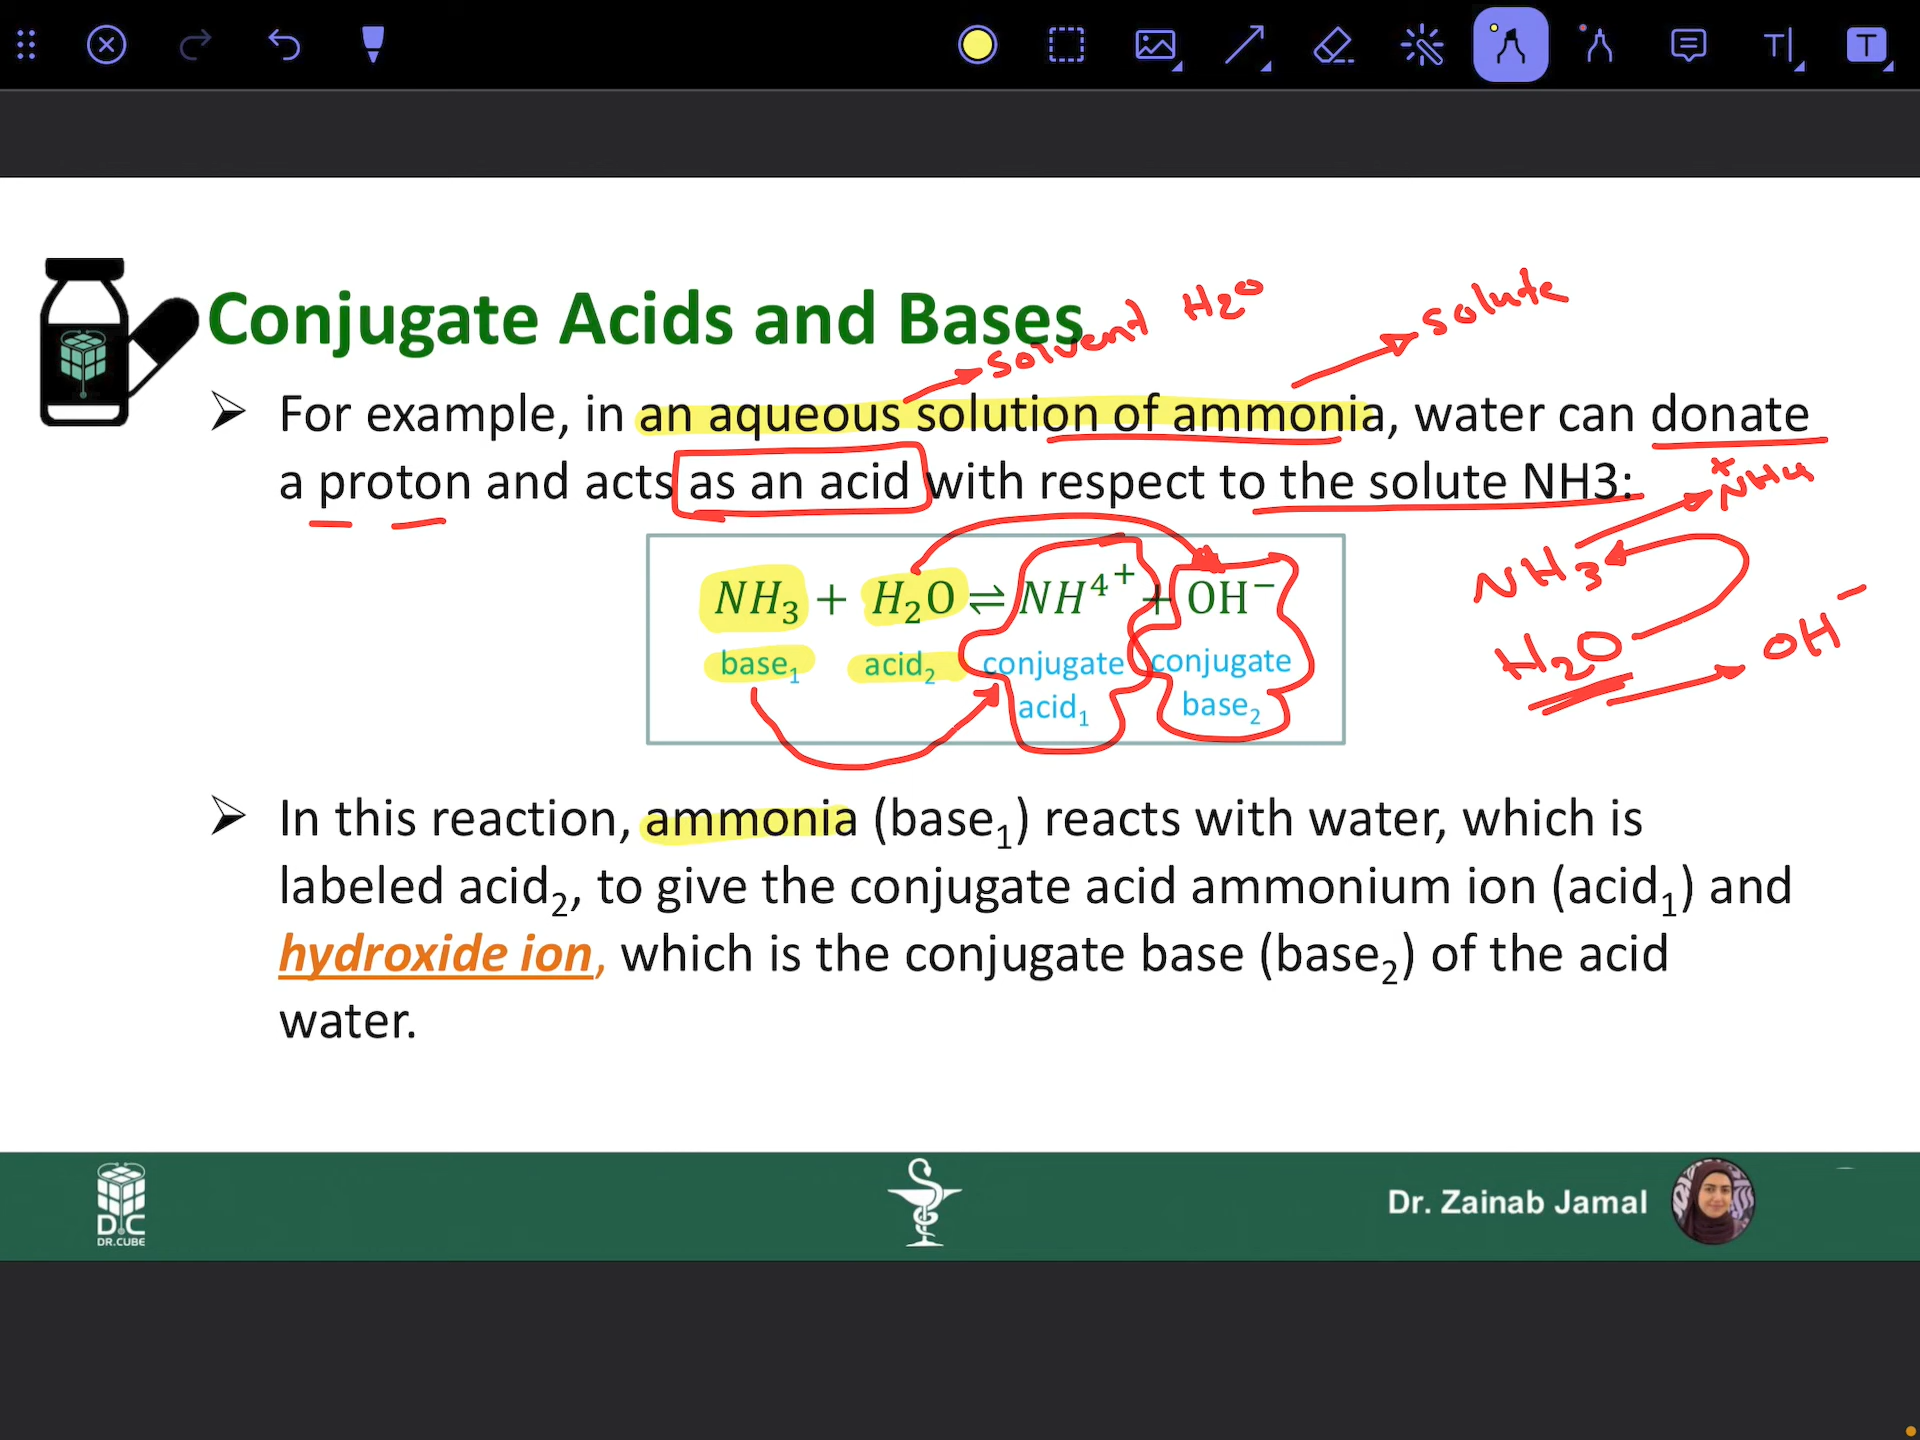 T
T
Conjugate Acids and Bases
solvent H2O
solute
➢ For example, in an aqueous solution of ammonia, water can donate
a proton and acts as an acid with respect to the solute NH3:
+NH4
NH₃ + H₂O ⇌ NH⁴⁺ + OH⁻
base₁ acid₂ conjugate acid₁ conjugate base₂
NH3
H2O
OH⁻
➢ In this reaction, ammonia (base₁) reacts with water, which is
labeled acid₂, to give the conjugate acid ammonium ion (acid₁) and
hydroxide ion, which is the conjugate base (base₂) of the acid
water.
DC
DR.CUBE
Dr. Zainab Jamal